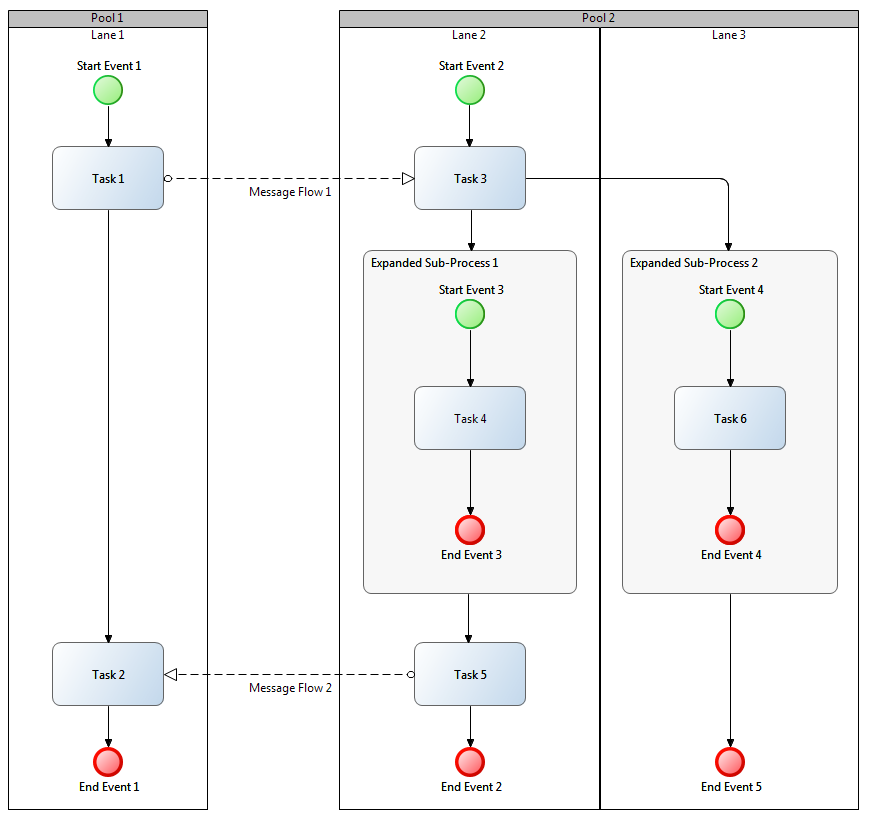 Pool 1
Pool 2
Lane 1
Lane 2
Lane 3
Start Event 1
Start Event 2
Task 1
Message Flow 1
Task 3
Expanded Sub-Process 1
Expanded Sub-Process 2
Start Event 3
Start Event 4
Task 4
Task 6
End Event 3
End Event 4
Task 2
Message Flow 2
Task 5
End Event 1
End Event 2
End Event 5